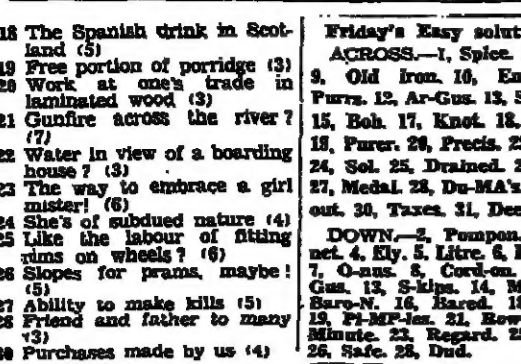 18 The Spanish drink in Scot-
land (5)
19 Free portion of porridge (3)
20 Work at one's trade in
laminated wood (3)
21 Gunfire across the river?
(7)
22 Water in view of a boarding
house? (3)
23 The way to embrace a girl
mister! (6)
24 She's of subdued nature (4)
25 Like the labour of fitting
rims on wheels? (6)
26 Slopes for prams, maybe!
(5)
27 Ability to make kills (5)
28 Friend and father to many
(3)
30 Purchases made by us (4)
Friday's Easy solut
ACROSS.—1, Spice.
9, Old iron. 10, En
Purrs. 12, Ar-Gus. 13, S
15, Bob. 17, Knot. 18,
19, Purer. 20, Precis. 2
24, Sol. 25, Drained. 2
27, Medal. 28, Du-MA's
out. 30, Taxes. 31, Dee
DOWN.—2, Pompon.
net. 4, Ely. 5, Litre. 6,
7, O-nus. 8, Cord-on.
Gus. 13, S-kips. 14, M
Baro-N. 16, Bared. 18
19, Pi-MP-les. 21, Row
Minute. 23, Regard. 2
26, Safe. 28, Dud.